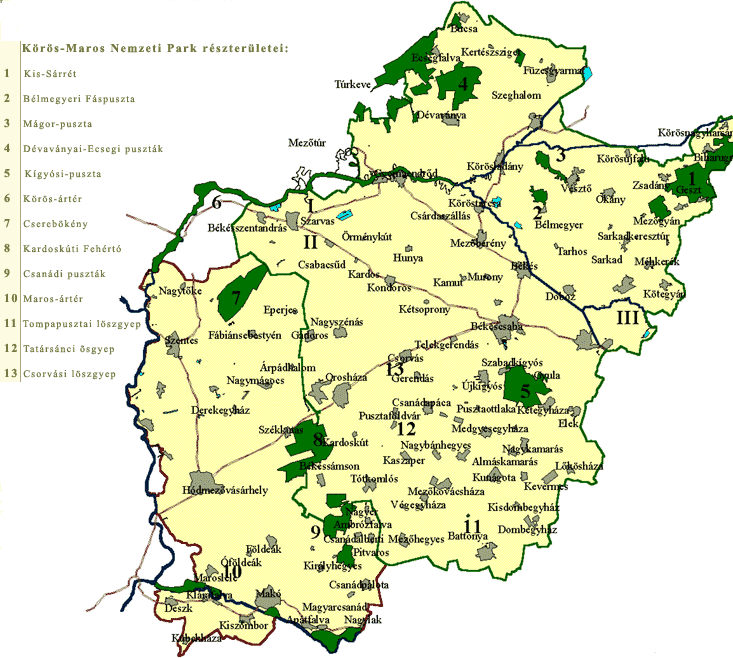 Körös-Maros Nemzeti Park részterületei:
1 Kis-Sárrét
2 Bélmegyeri Fáspuszta
3 Mágor-puszta
4 Dévaványai-Ecsegi puszták
5 Kígyósi-puszta
6 Körös-ártér
7 Cserebökény
8 Kardoskúti Fehértó
9 Csanádi puszták
10 Maros-ártér
11 Tompapusztai löszgyep
12 Tatársánci ősgyep
13 Csorvási löszgyep
Bucsa
Ecsegfalva
Kertészsziget
Füzesgyarmat
Túrkeve
4
Szeghalom
Dévaványa
Mezőtúr
Gyomaendrőd
Körösladány
3
Körösújfalu
Vésztő
Zsadány
1
Geszt
Okány
Mezőgyán
6
I
Szarvas
Békésszentandrás
II
Csárdaszállás
Köröstarcsa
2
Bélmegyer
Sarkadkeresztúr
Örménykút
Mezőberény
Hunya
Tarhos
Sarkad
Méhkerék
Csabacsűd
Kardos
Kondoros
Kamut
Murony
Békés
Doboz
Kötegyán
Nagytőke
7
Eperjes
Kétsoprony
III
Szentes
Fábiánsebestyén
Nagyszénás
Gádoros
Békéscsaba
Telekgerendás
Csorvás
13
Gerendás
Szabadkígyós
Gyula
Újkígyós
5
Árpádhalom
Nagymágocs
Orosháza
Derekegyház
Csanádapáca
Pusztaföldvár
Pusztaottlaka
Kétegyháza
Elek
12
Medgyesegyháza
Székkutas
8
Kardoskút
Nagybánhegyes
Nagykamarás
Kaszaper
Almáskamarás
Lőkösháza
Békéssámson
Kunágota
Kevermes
Tótkomlós
Mezőkovácsháza
Hódmezővásárhely
Végegyháza
Kisdombegyház
Nagyér
Ambrózfalva
9
Csanádalberti
Mezőhegyes
11
Dombegyház
Battonya
Pitvaros
Földeák
Óföldeák
Királyhegyes
10
Maroslele
Csanádpalota
Klárafalva
Makó
Deszk
Magyarcsanád
Kiszombor
Apátfalva
Nagylak
Kübekháza